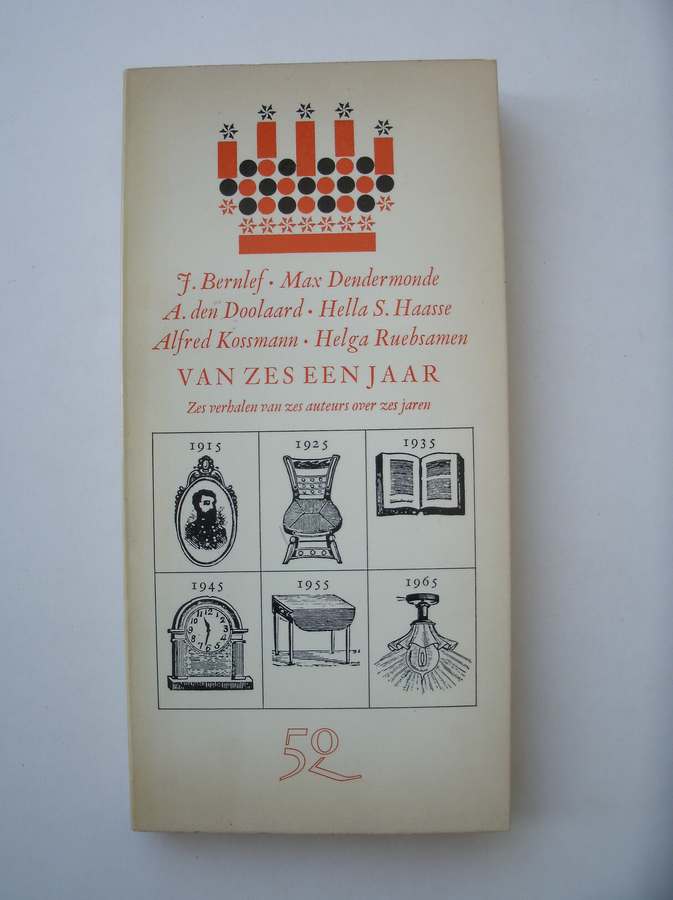 J. Bernlef • Max Dendermonde
A. den Doolaard • Hella S. Haasse
Alfred Kossmann • Helga Ruebsamen
VAN ZES EEN JAAR
Zes verhalen van zes auteurs over zes jaren
1915 1925 1935
1945 1955 1965
50